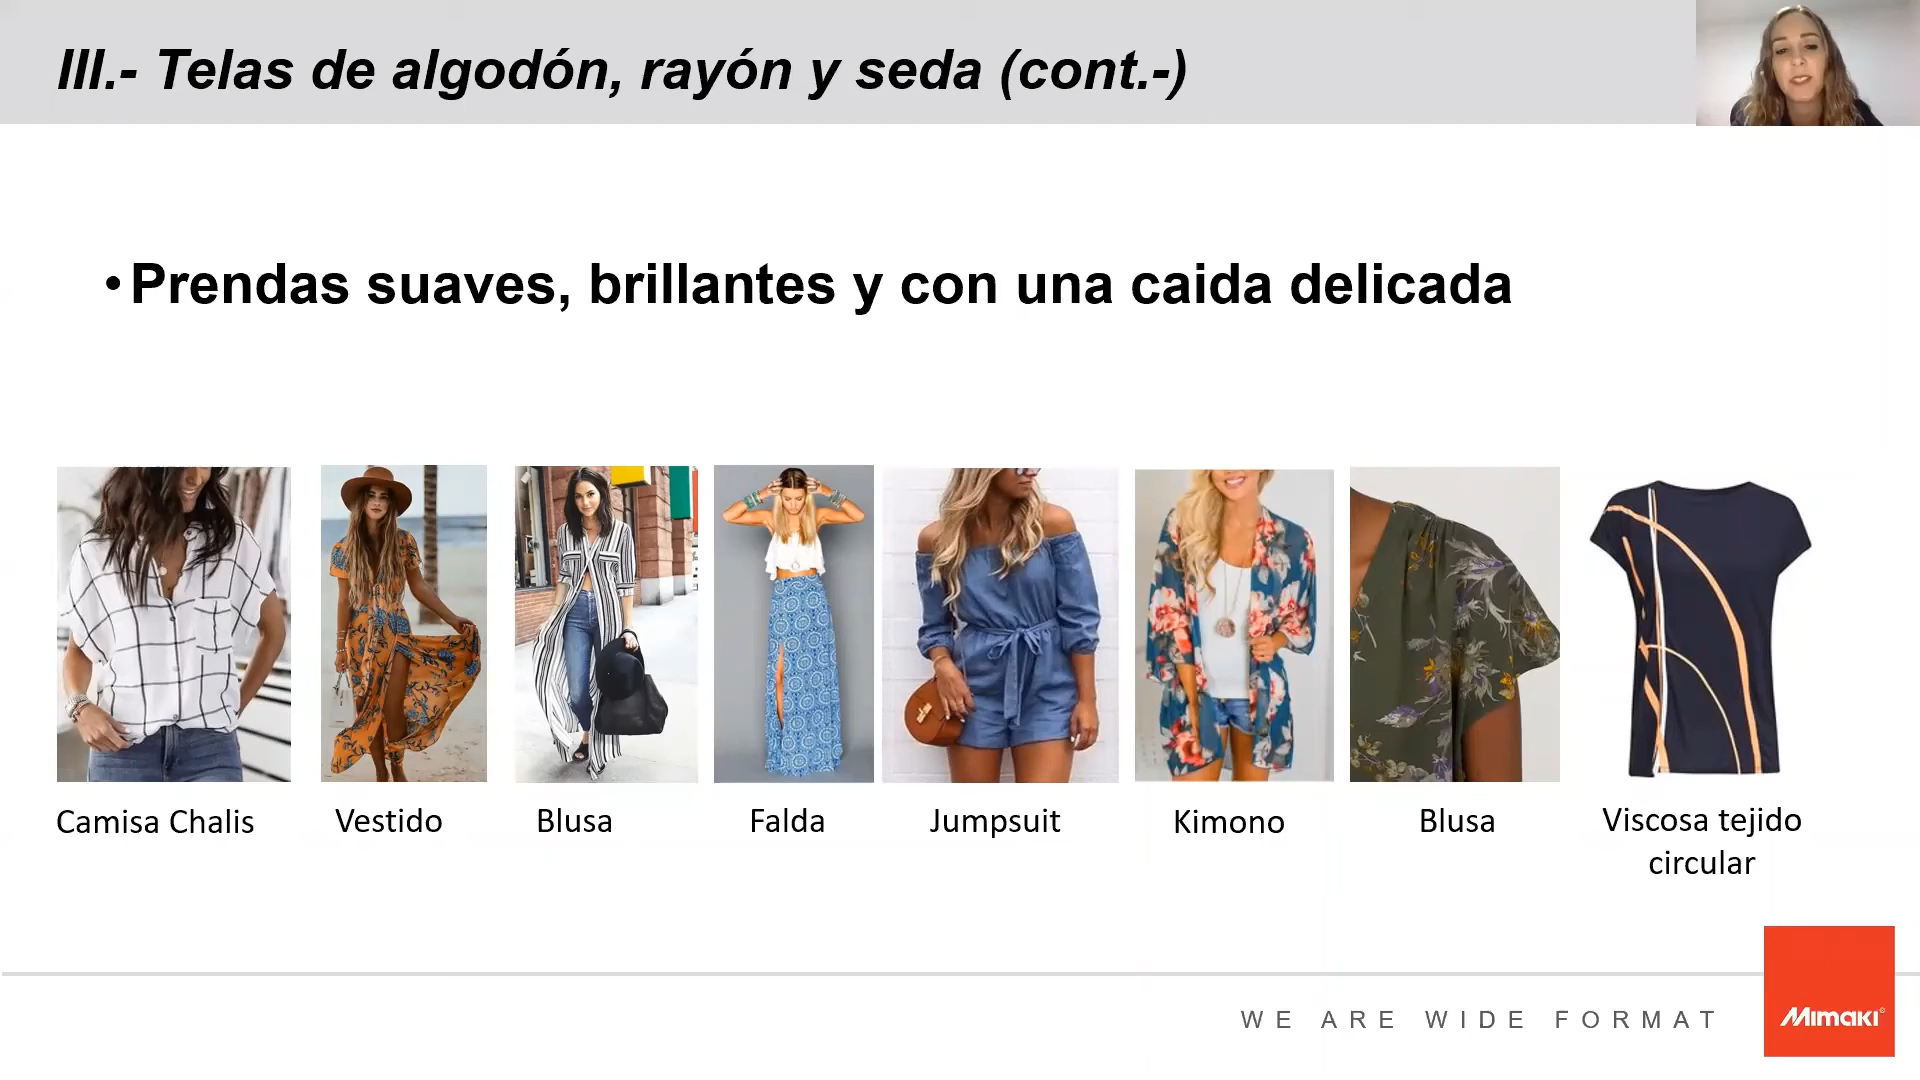 III.- Telas de algodón, rayón y seda (cont.-)
• Prendas suaves, brillantes y con una caida delicada
Camisa Chalis
Vestido
Blusa
Falda
Jumpsuit
Kimono
Blusa
Viscosa tejido
circular
WE ARE WIDE FORMAT
Mimaki